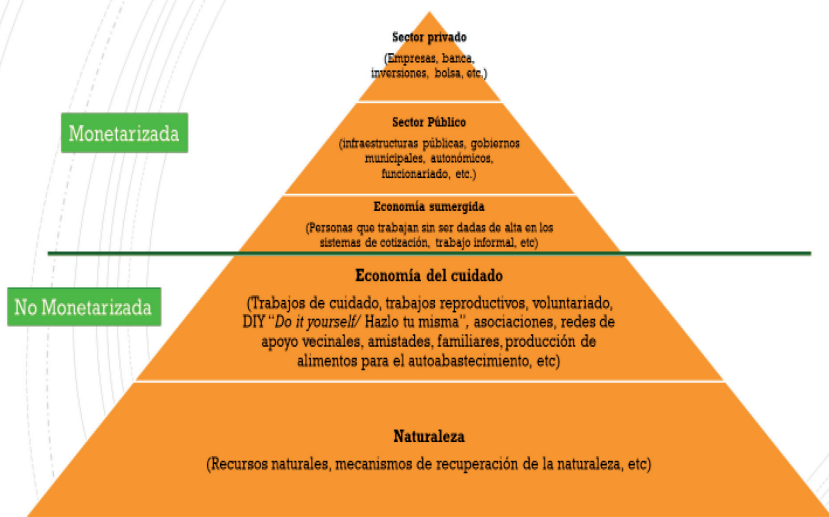 Sector privado
(Empresas, banca,
inversiones, bolsa, etc.)
Monetarizada
Sector Público
(infraestructuras públicas, gobiernos
municipales, autonómicos,
funcionariado, etc.)
Economía sumergida
(Personas que trabajan sin ser dadas de alta en los
sistemas de cotización, trabajo informal, etc)
No Monetarizada
Economía del cuidado
(Trabajos de cuidado, trabajos reproductivos, voluntariado,
DIY “Do it yourself/ Hazlo tu misma”, asociaciones, redes de
apoyo vecinales, amistades, familiares, producción de
alimentos para el autoabastecimiento, etc)
Naturaleza
(Recursos naturales, mecanismos de recuperación de la naturaleza, etc)